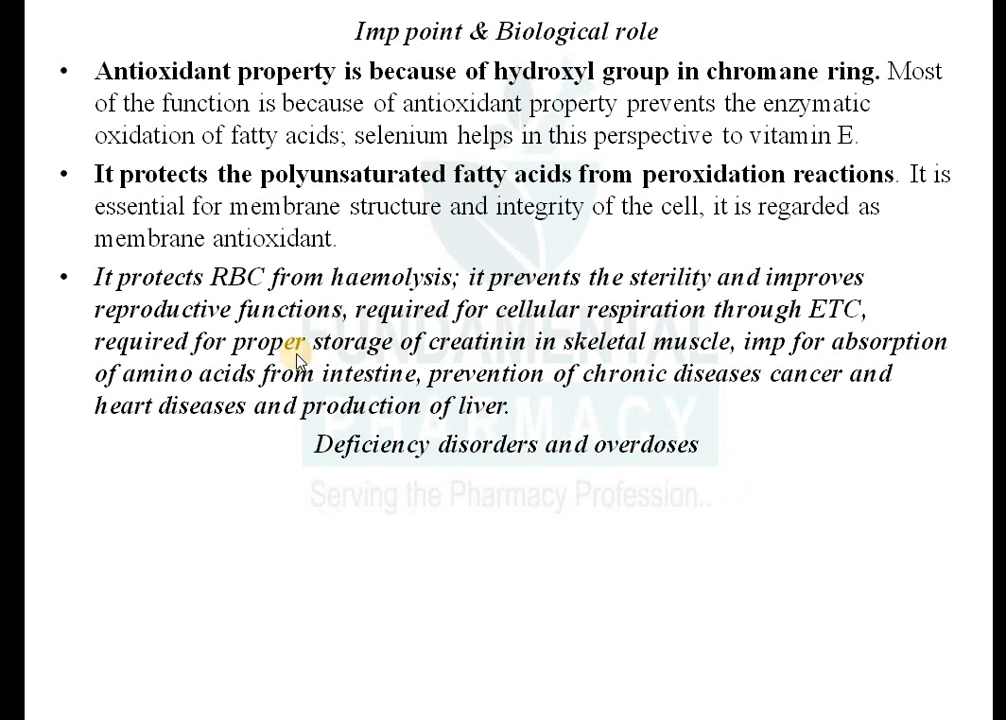 Imp point & Biological role
• Antioxidant property is because of hydroxyl group in chromane ring. Most
of the function is because of antioxidant property prevents the enzymatic
oxidation of fatty acids; selenium helps in this perspective to vitamin E.
• It protects the polyunsaturated fatty acids from peroxidation reactions. It is
essential for membrane structure and integrity of the cell, it is regarded as
membrane antioxidant.
• It protects RBC from haemolysis; it prevents the sterility and improves
reproductive functions, required for cellular respiration through ETC,
required for proper storage of creatinin in skeletal muscle, imp for absorption
of amino acids from intestine, prevention of chronic diseases cancer and
heart diseases and production of liver.
Deficiency disorders and overdoses
FUNDAMENTAL
PHARMACY
Serving the Pharmacy Profession..